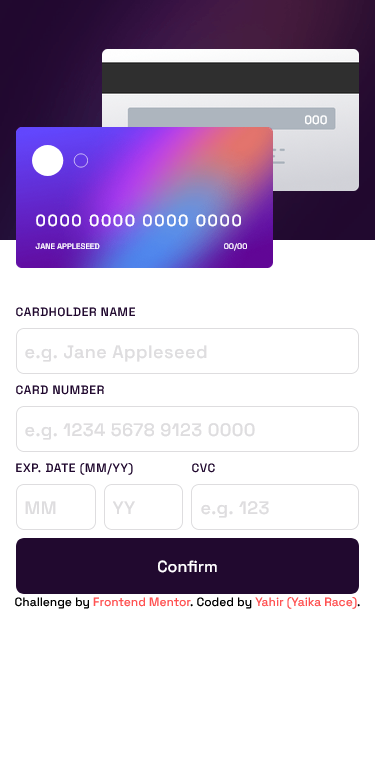 000
0000 0000 0000 0000
JANE APPLESEED 00/00
CARDHOLDER NAME
e.g. Jane Appleseed
CARD NUMBER
e.g. 1234 5678 9123 0000
EXP. DATE (MM/YY) CVC
MM YY e.g. 123
Confirm
Challenge by Frontend Mentor. Coded by Yahir (Yaika Race).